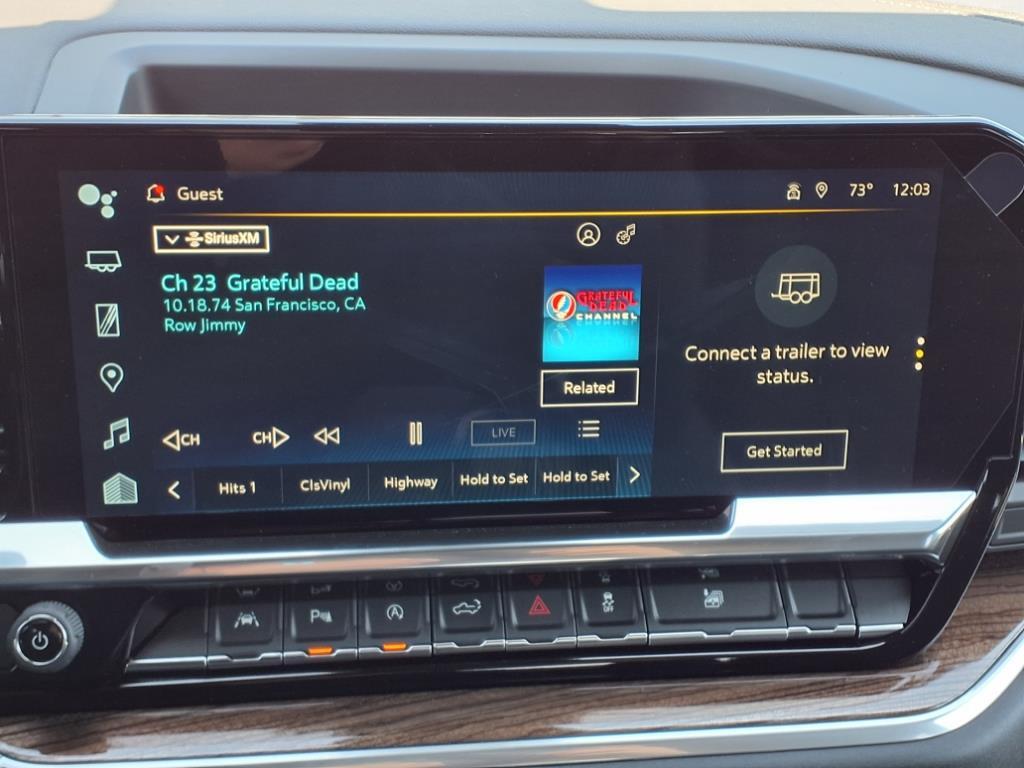 Guest
73° 12:03
SiriusXM
Ch 23 Grateful Dead
10.18.74 San Francisco, CA
Row Jimmy
GRATEFUL
DEAD
CHANNEL
Related
Connect a trailer to view
status.
Get Started
CH CH LIVE
Hits 1 ClsVinyl Highway Hold to Set Hold to Set
P
A
OFF